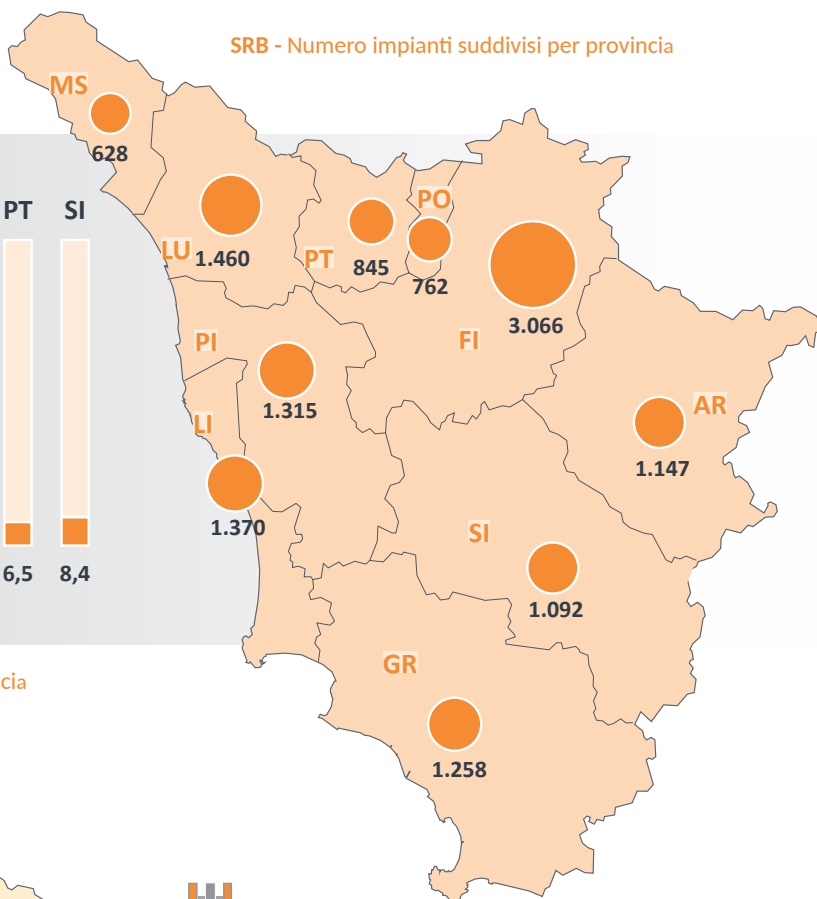 SRB - Numero impianti suddivisi per provincia
MS
628
PT SI
PO
LU 1.460
PT 845
762
3.066
PI
FI
1.315
LI
AR
1.147
1.370
SI
6,5 8,4
1.092
GR
cia
1.258